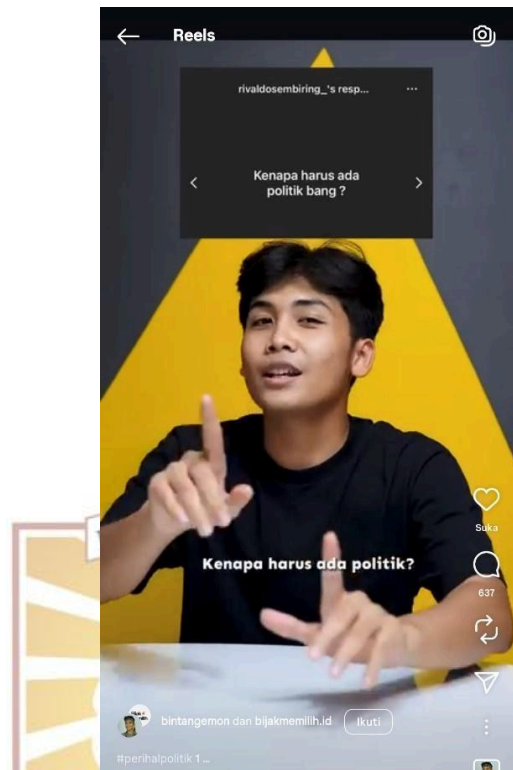 Reels
rivaldosembiring_'s resp...
Kenapa harus ada
politik bang ?
Suka
Kenapa harus ada politik?
637
bintangemon dan bijakmemilih.id
Ikuti
#perihalpolitik 1 ...